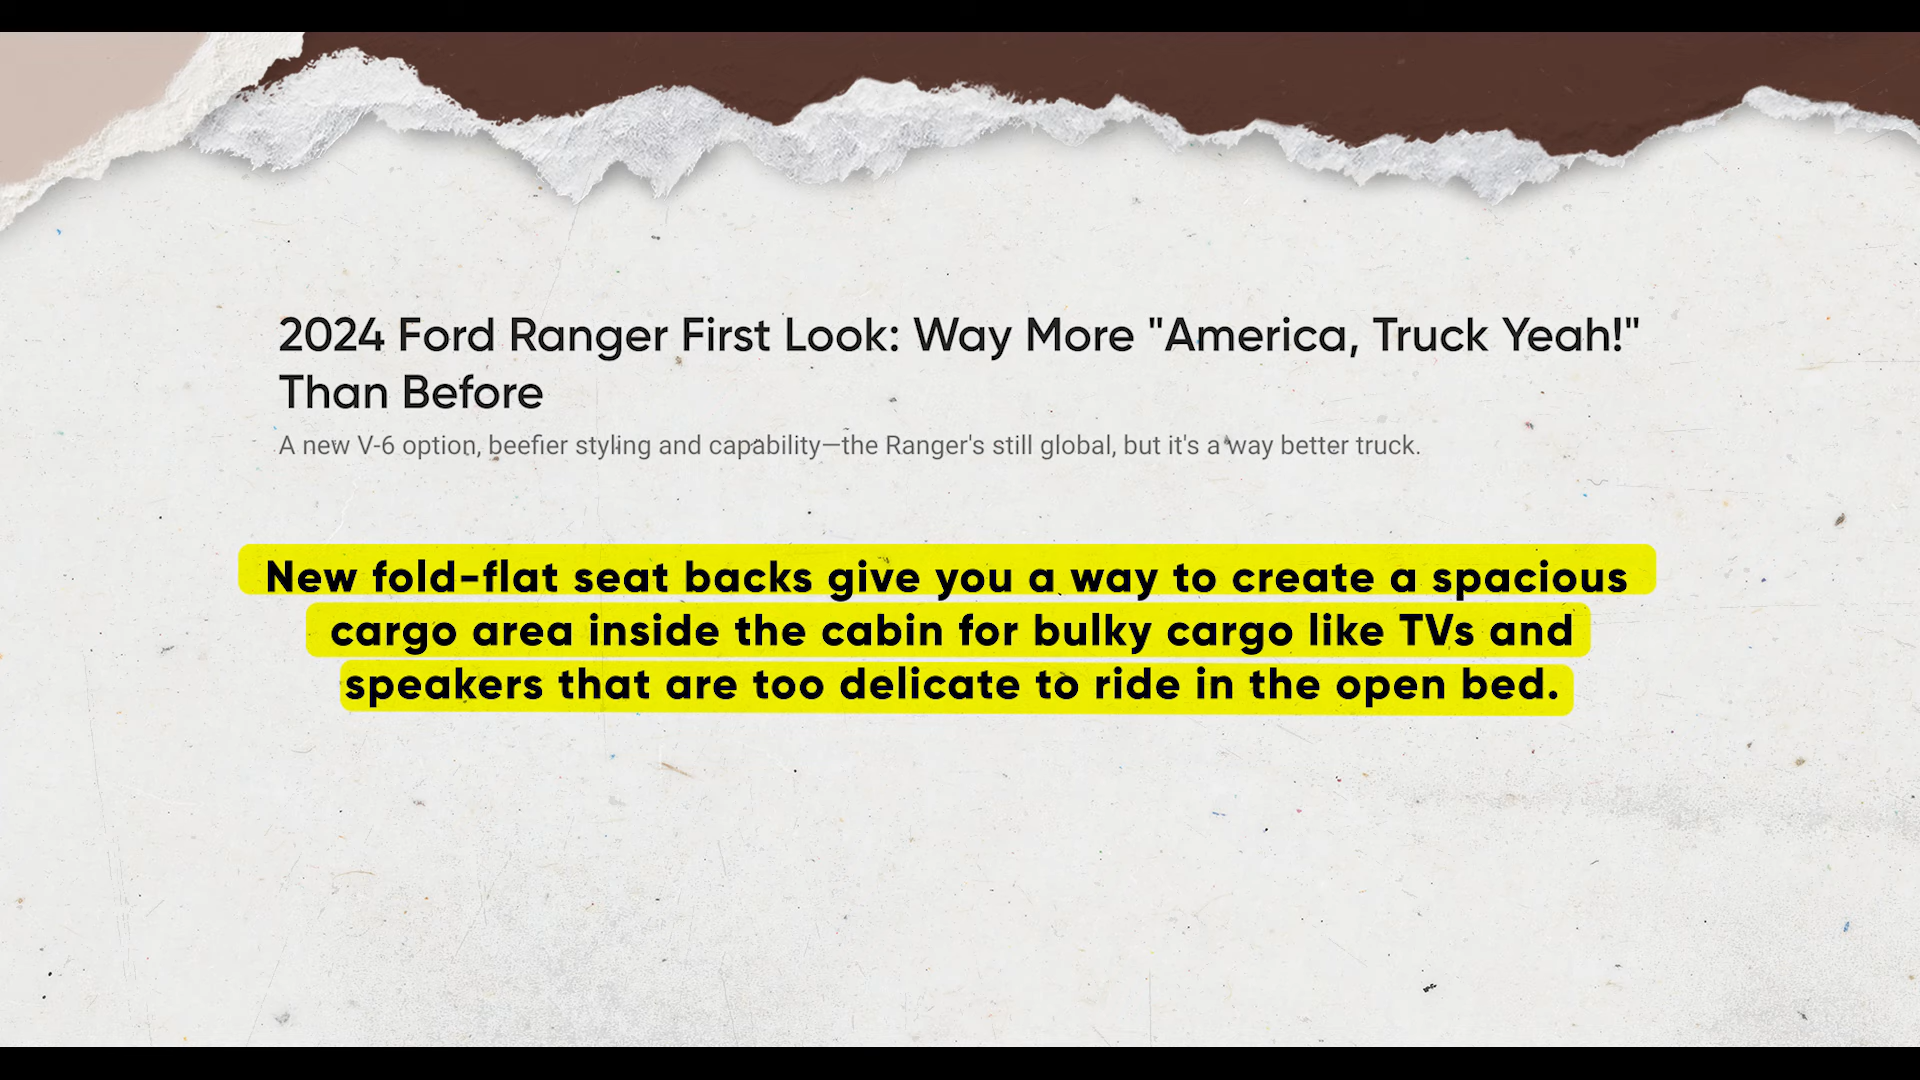 2024 Ford Ranger First Look: Way More "America, Truck Yeah!"
Than Before
A new V-6 option, beefier styling and capability—the Ranger's still global, but it's a way better truck.
New fold-flat seat backs give you a way to create a spacious
cargo area inside the cabin for bulky cargo like TVs and
speakers that are too delicate to ride in the open bed.